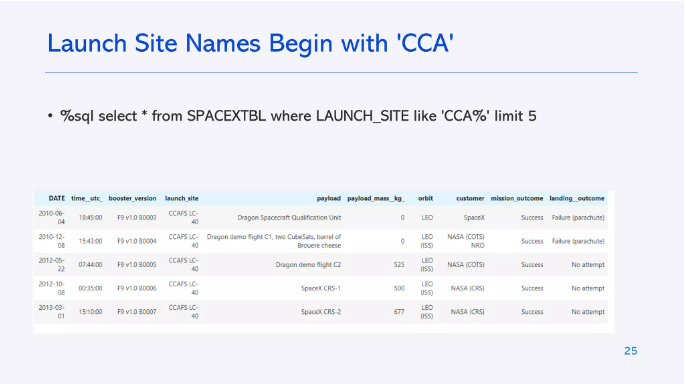 Launch Site Names Begin with 'CCA'
• %sql select * from SPACEXTBL where LAUNCH_SITE like 'CCA%' limit 5
DATE time__utc_ booster_version launch_site payload payload_mass__kg_ orbit customer mission_outcome landing__outcome
2010-06-04 18:45:00 F9 v1.0 B0003 CCAFS LC-40 Dragon Spacecraft Qualification Unit 0 LEO SpaceX Success Failure (parachute)
2010-12-08 15:43:00 F9 v1.0 B0004 CCAFS LC-40 Dragon demo flight C1, two CubeSats, barrel of Brouere cheese 0 LEO (ISS) NASA (COTS) NRO Success Failure (parachute)
2012-05-22 07:44:00 F9 v1.0 B0005 CCAFS LC-40 Dragon demo flight C2 525 LEO (ISS) NASA (COTS) Success No attempt
2012-10-08 00:35:00 F9 v1.0 B0006 CCAFS LC-40 SpaceX CRS-1 500 LEO (ISS) NASA (CRS) Success No attempt
2013-03-01 15:10:00 F9 v1.0 B0007 CCAFS LC-40 SpaceX CRS-2 677 LEO (ISS) NASA (CRS) Success No attempt
25